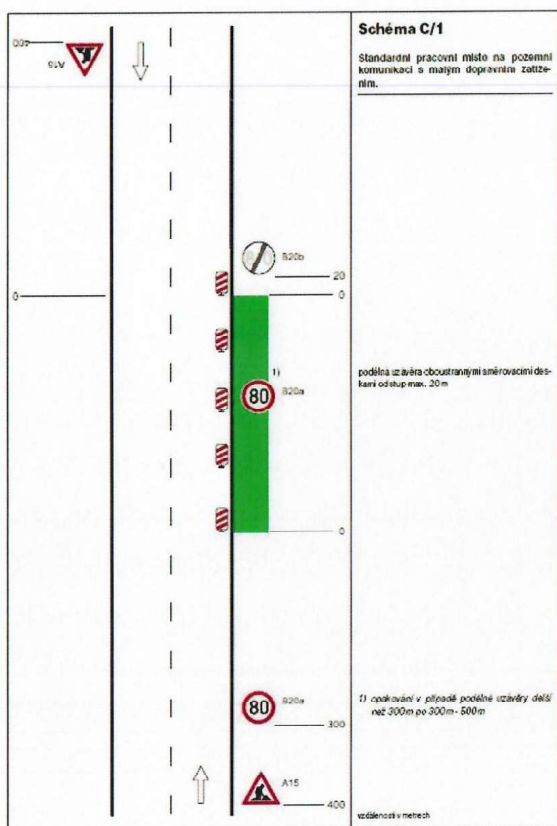 Schéma C/1
Standardní pracovní místo na pozemní
komunikaci s malým dopravním zatíže-
ním.
400
A15
B20b
20
0
0
1)
80
B20a
podélná uzávěra oboustrannými směrovacími des-
kami odstup max. 20 m
0
80
B20a
300
1) opakování v případě podélné uzávěry delší
než 300m po 300m - 500m
A15
400
vzdálenosti v metrech